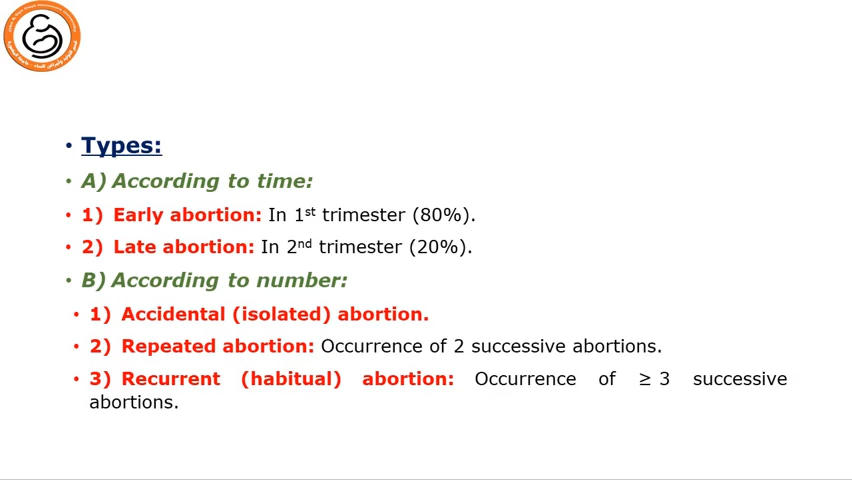 • Types:
• A) According to time:
• 1) Early abortion: In 1st trimester (80%).
• 2) Late abortion: In 2nd trimester (20%).
• B) According to number:
• 1) Accidental (isolated) abortion.
• 2) Repeated abortion: Occurrence of 2 successive abortions.
• 3) Recurrent (habitual) abortion: Occurrence of ≥ 3 successive
abortions.